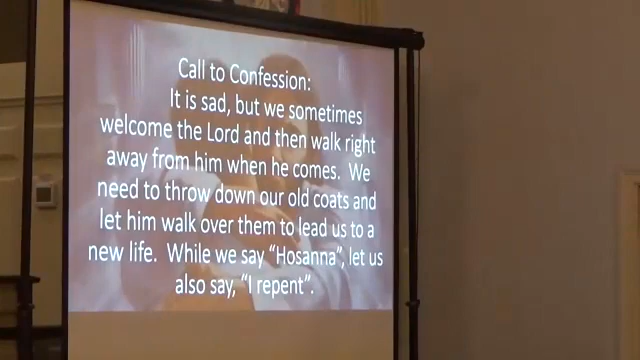 Call to Confession:
It is sad, but we sometimes
welcome the Lord and then walk right
away from him when he comes. We
need to throw down our old coats and
let him walk over them to lead us to a
new life. While we say “Hosanna”, let us
also say, “I repent”.